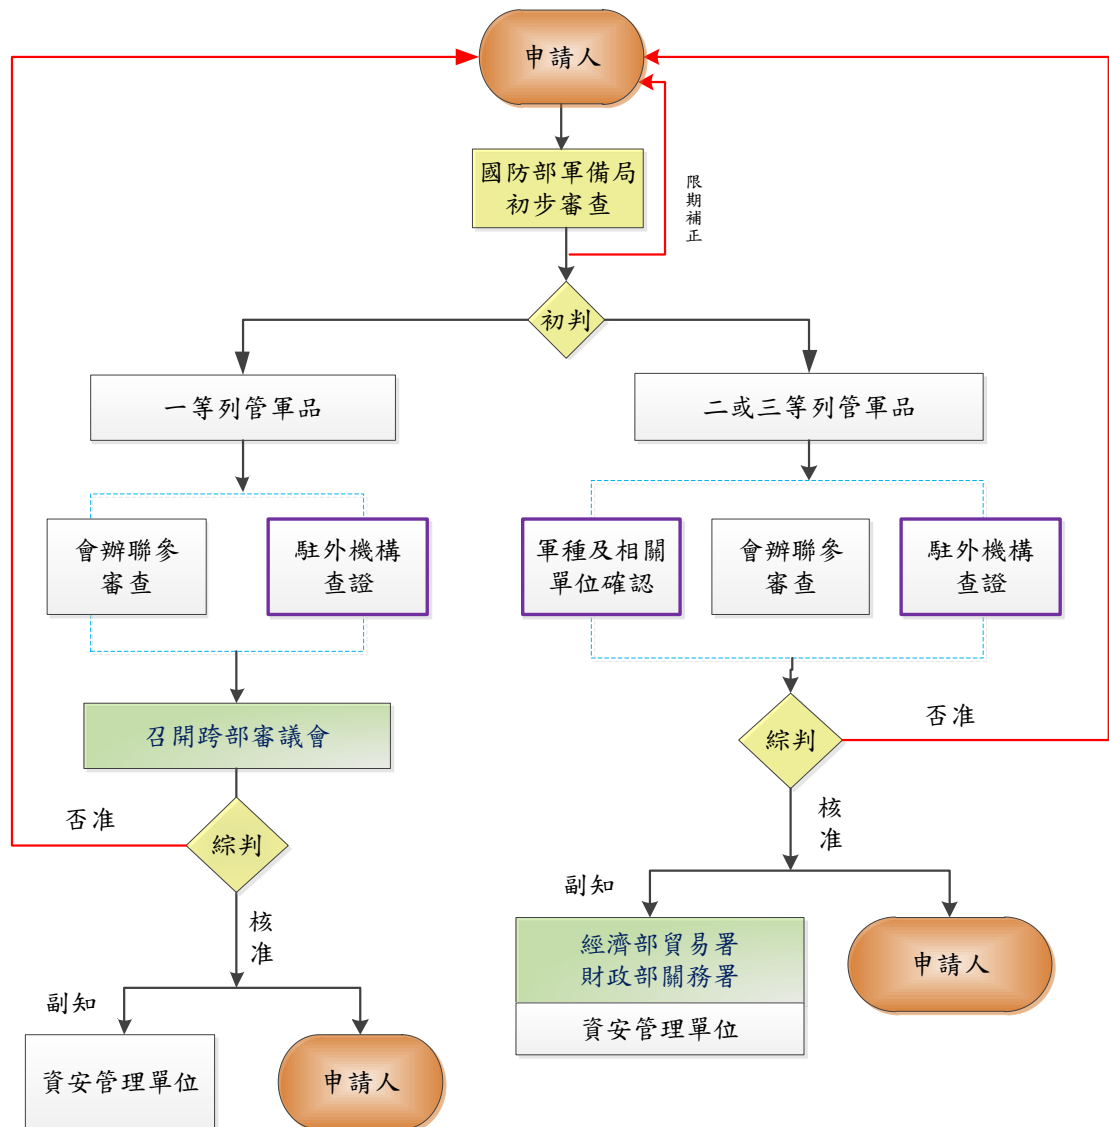 申請人
國防部軍備局
初步審查
限
期
補
正
初判
一等列管軍品
二或三等列管軍品
會辦聯參
審查
駐外機構
查證
軍種及相關
單位確認
會辦聯參
審查
駐外機構
查證
召開跨部審議會
綜判
否准
綜判
否准
核
准
副知
經濟部貿易署
財政部關務署
資安管理單位
申請人
核
准
副知
資安管理單位
申請人